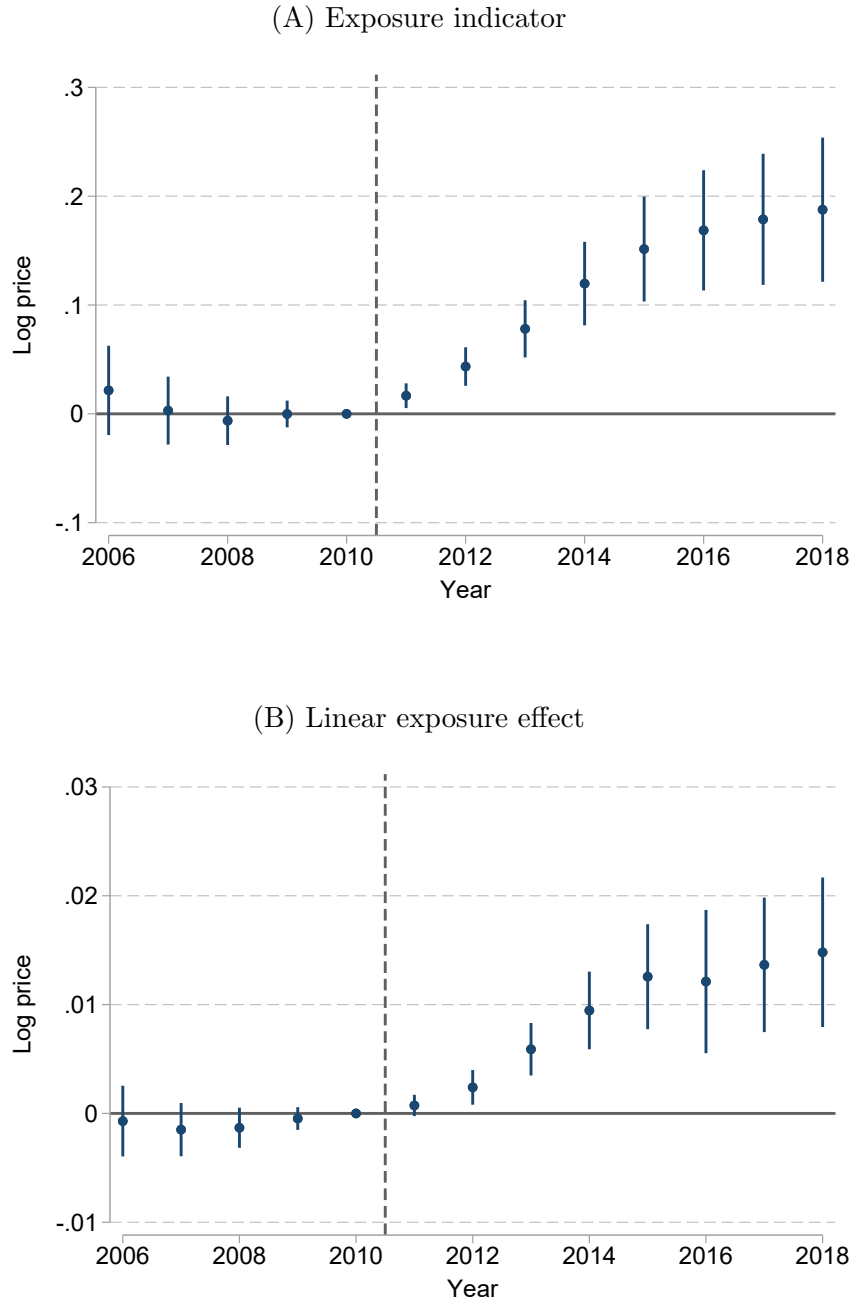 (A) Exposure indicator
.3
.2
.1
0
-.1
Log price
2006 2008 2010 2012 2014 2016 2018
Year
(B) Linear exposure effect
.03
.02
.01
0
-.01
Log price
2006 2008 2010 2012 2014 2016 2018
Year